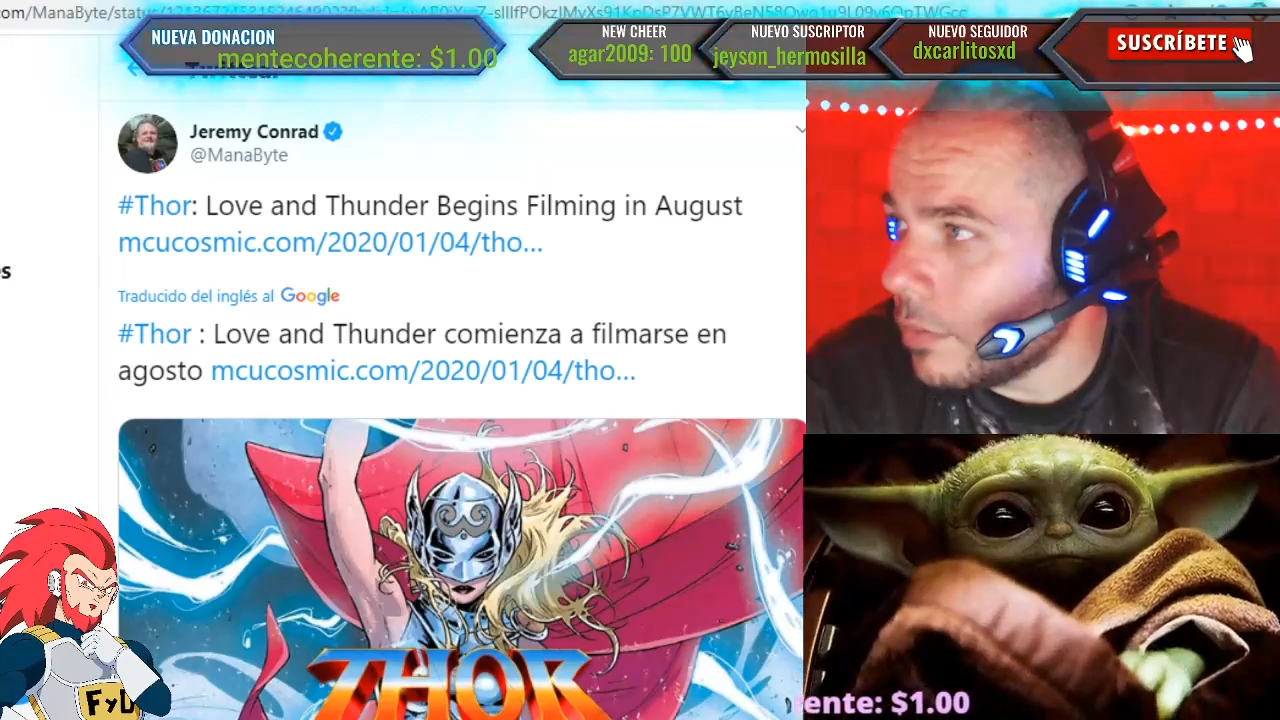 NUEVA DONACION
mentecoherente: $1.00
NEW CHEER
agar2009: 100
NUEVO SUSCRIPTOR
jeyson_hermosilla
NUEVO SEGUIDOR
dxcarlitosxd
SUSCRÍBETE
Jeremy Conrad
@ManaByte
#Thor: Love and Thunder Begins Filming in August
mcucosmic.com/2020/01/04/tho...
Traducido del inglés al Google
#Thor : Love and Thunder comienza a filmarse en
agosto mcucosmic.com/2020/01/04/tho...
THOR
FyD
ente: $1.00